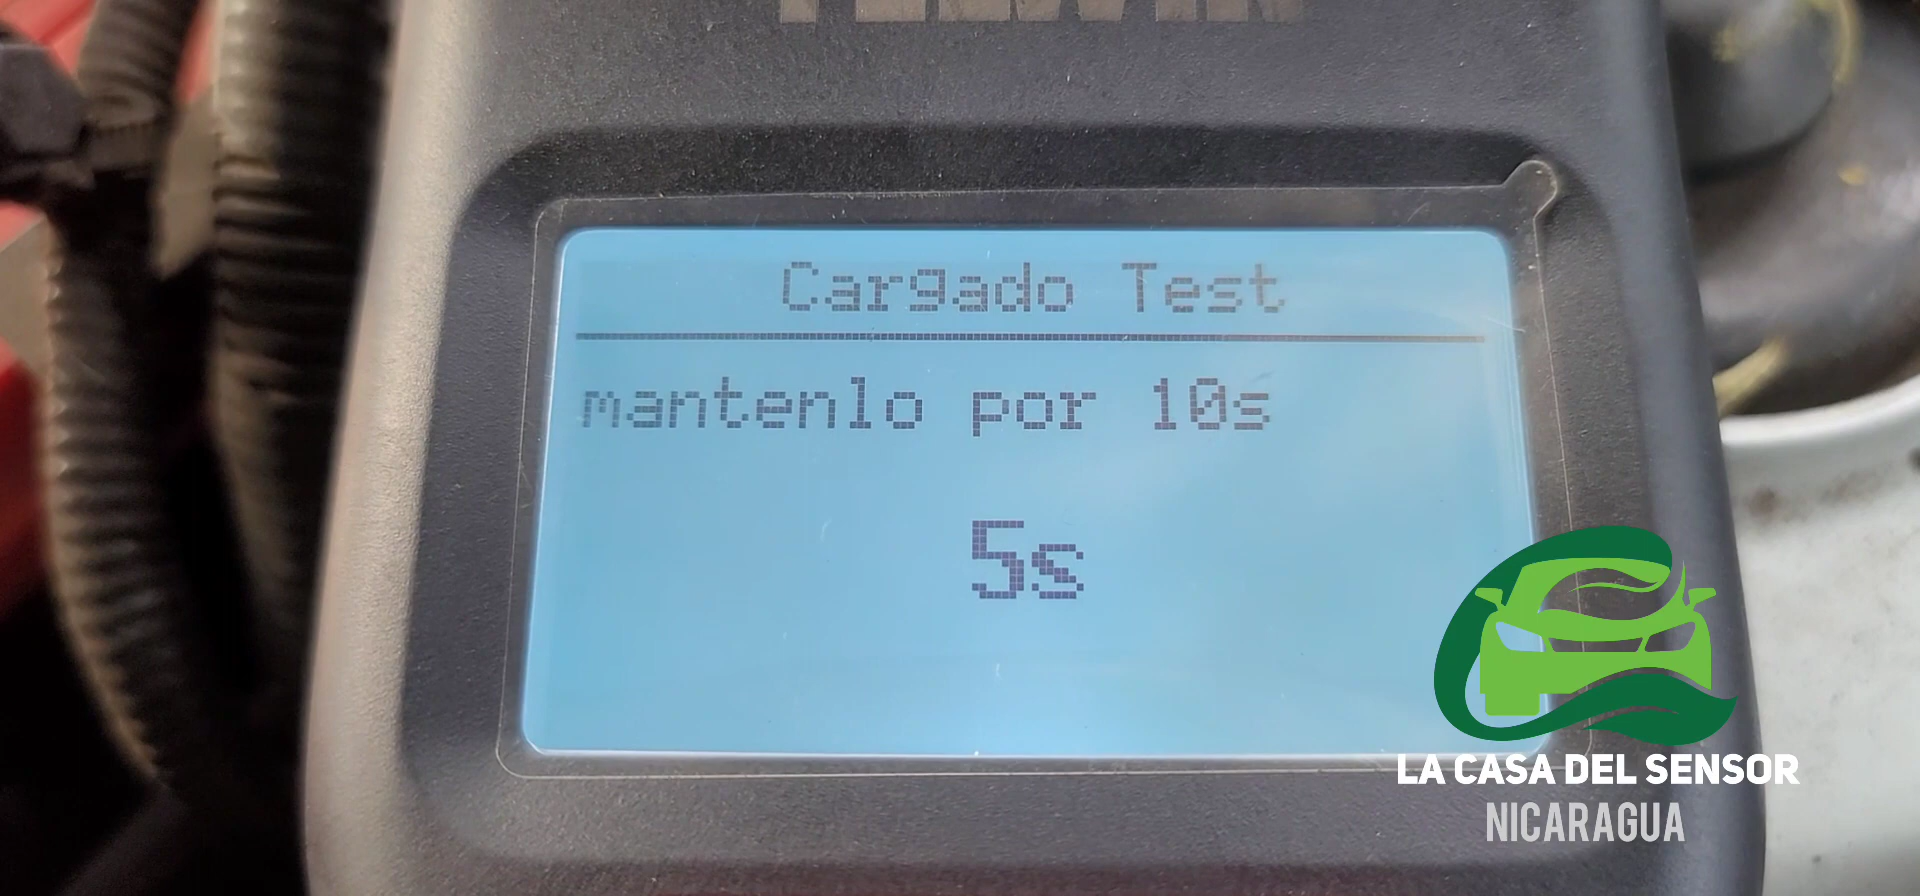 Cargado Test
mantenlo por 10s
5s
LA CASA DEL SENSOR
NICARAGUA